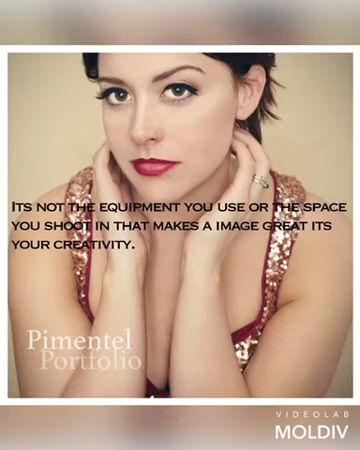 ITS NOT THE EQUIPMENT YOU USE OR THE SPACE
YOU SHOOT IN THAT MAKES A IMAGE GREAT ITS
YOUR CREATIVITY.
Pimentel
Portfolio
VIDEOLAB
MOLDIV